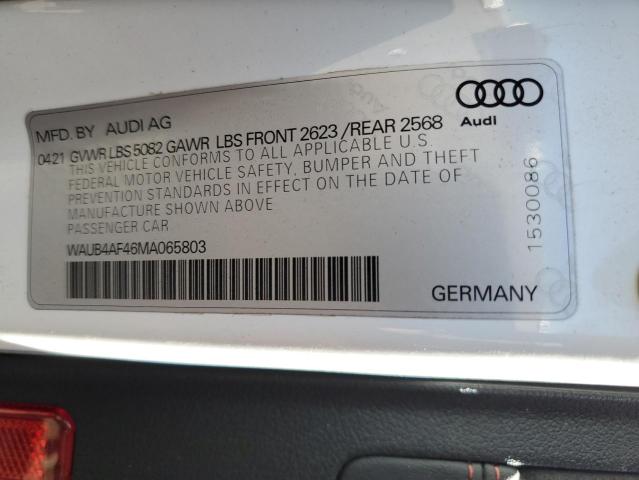 MFD. BY AUDI AG
0421 GVWR LBS 5082 GAWR LBS FRONT 2623 /REAR 2568
THIS VEHICLE CONFORMS TO ALL APPLICABLE U.S.
FEDERAL MOTOR VEHICLE SAFETY, BUMPER AND THEFT
PREVENTION STANDARDS IN EFFECT ON THE DATE OF
MANUFACTURE SHOWN ABOVE
PASSENGER CAR
WAUB4AF46MA065803
GERMANY
Audi
1530086